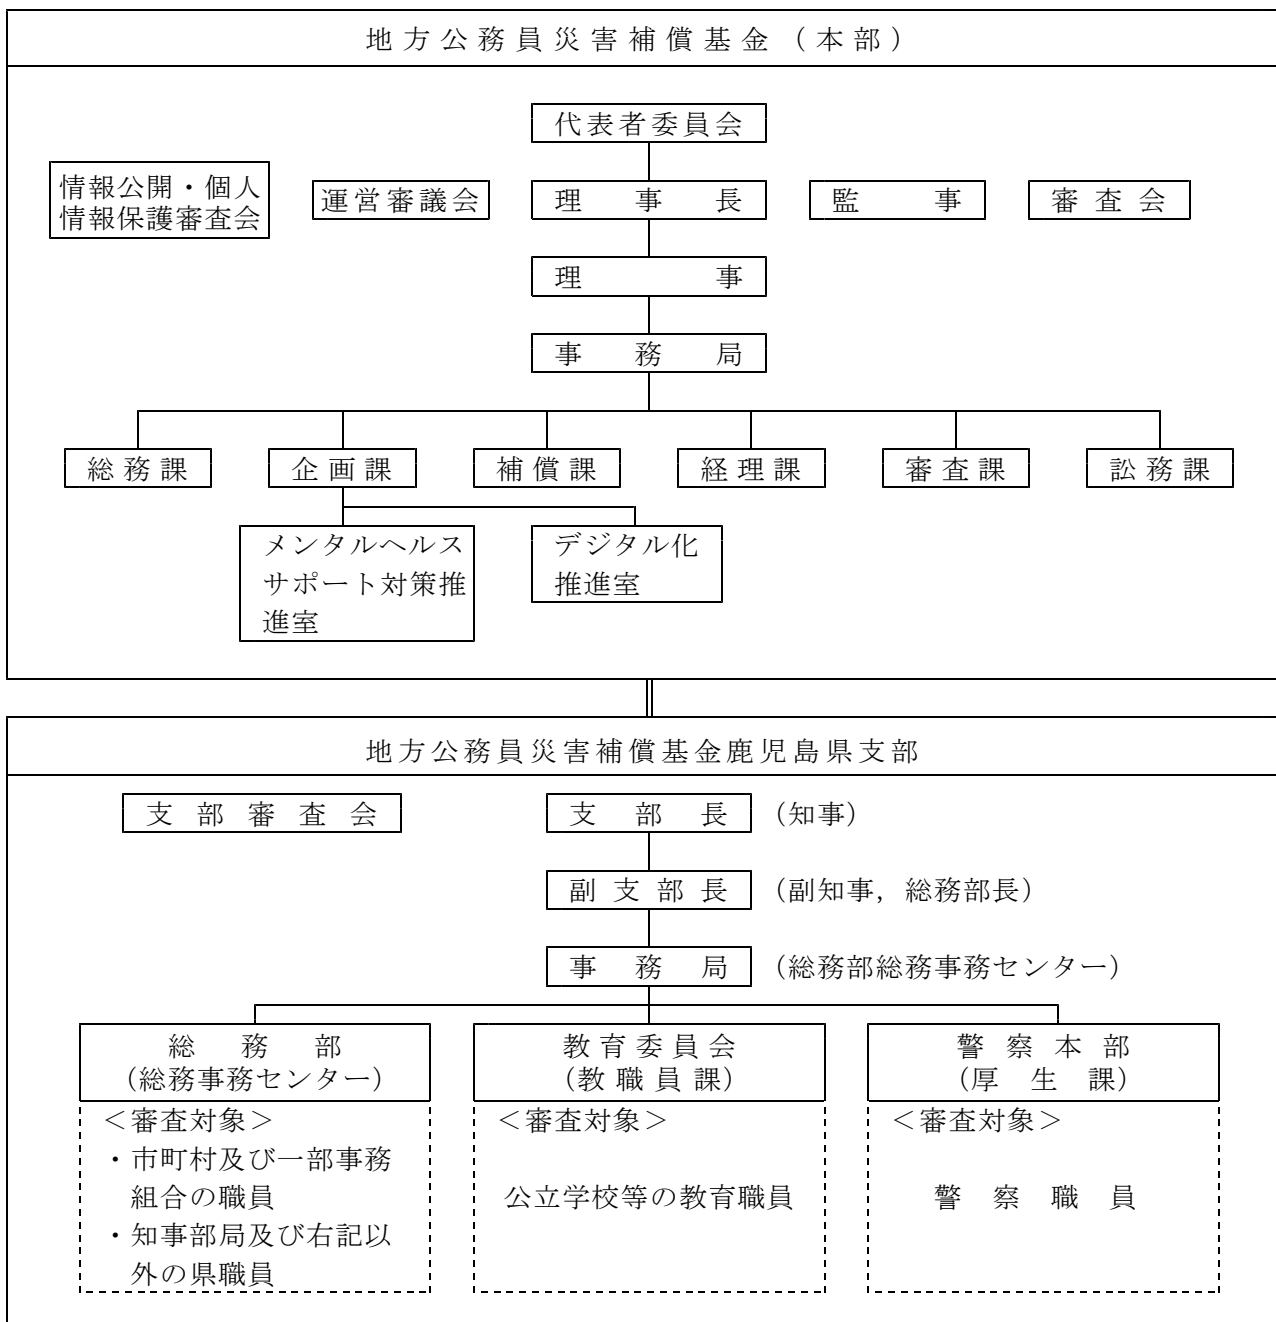 地方公務員災害補償基金（本部）
代表者委員会
情報公開・個人
情報保護審査会
運営審議会
理事長
監事
審査会
理事
事務局
総務課
企画課
補償課
経理課
審査課
訟務課
メンタルヘルス
サポート対策推
進室
デジタル化
推進室
地方公務員災害補償基金鹿児島県支部
支部審査会
支部長（知事）
副支部長（副知事，総務部長）
事務局（総務部総務事務センター）
総務部
（総務事務センター）
＜審査対象＞
・市町村及び一部事務
組合の職員
・知事部局及び右記以
外の県職員
教育委員会
（教職員課）
＜審査対象＞
公立学校等の教育職員
警察本部
（厚生課）
＜審査対象＞
警察職員